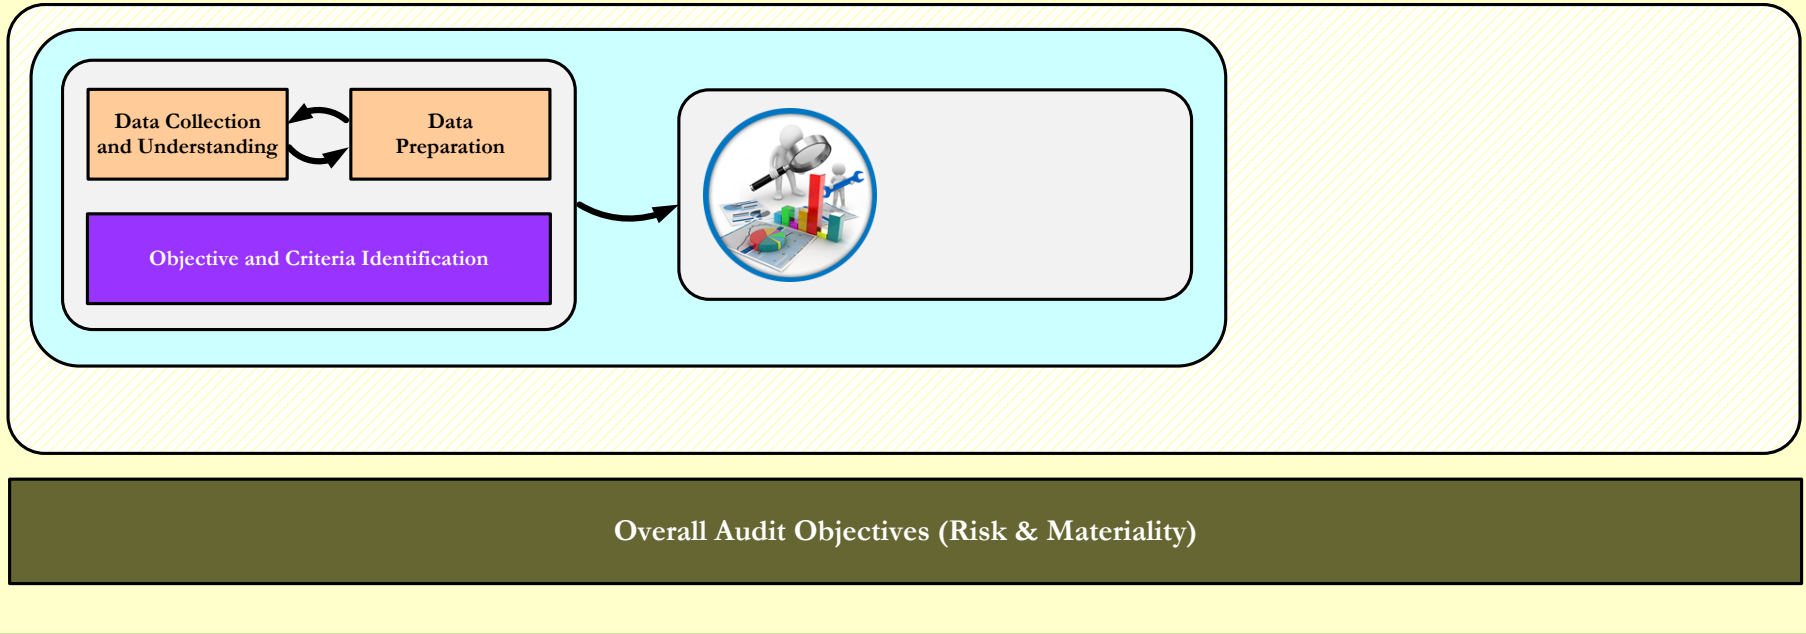 Data Collection
and Understanding
Data
Preparation
Objective and Criteria Identification
Overall Audit Objectives (Risk & Materiality)